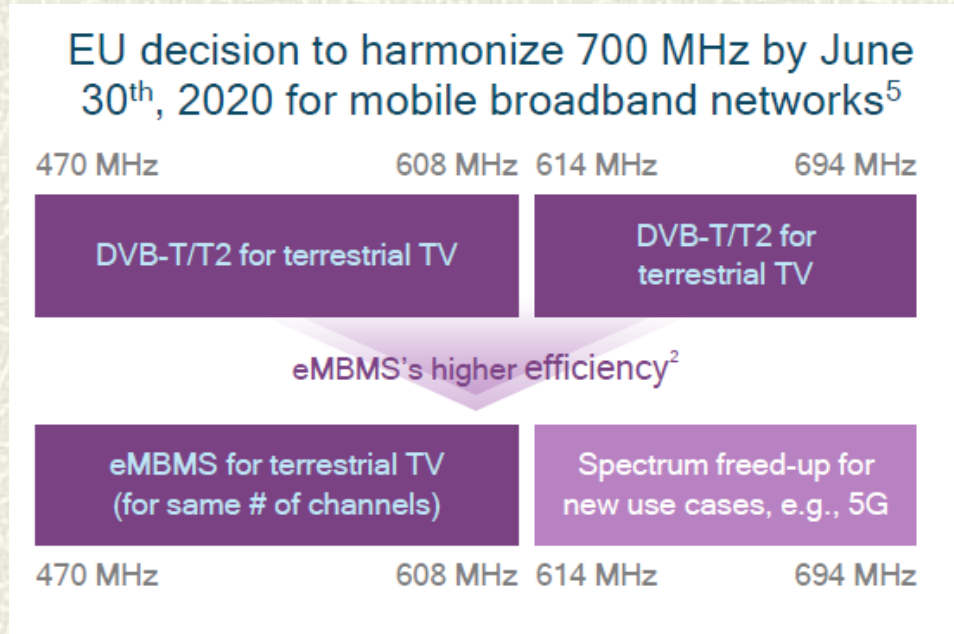 EU decision to harmonize 700 MHz by June
30th, 2020 for mobile broadband networks5
470 MHz 608 MHz 614 MHz 694 MHz
DVB-T/T2 for terrestrial TV
DVB-T/T2 for
terrestrial TV
eMBMS's higher efficiency2
eMBMS for terrestrial TV
(for same # of channels)
Spectrum freed-up for
new use cases, e.g., 5G
470 MHz 608 MHz 614 MHz 694 MHz